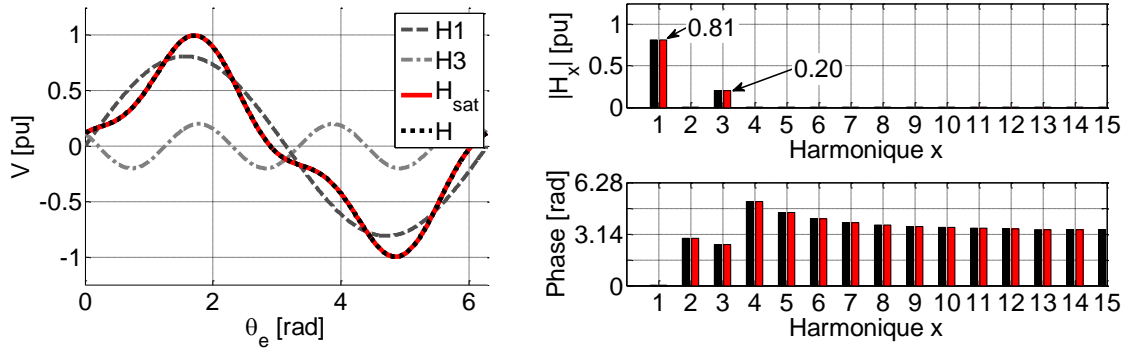 V [pu]
1
0.5
0
-0.5
-1
0
2
4
6
θe [rad]
H1
H3
Hsat
H
|Hx| [pu]
1
0.5
0
0.81
0.20
1 2 3 4 5 6 7 8 9 10 11 12 13 14 15
Harmonique x
Phase [rad]
6.28
3.14
0
1 2 3 4 5 6 7 8 9 10 11 12 13 14 15
Harmonique x